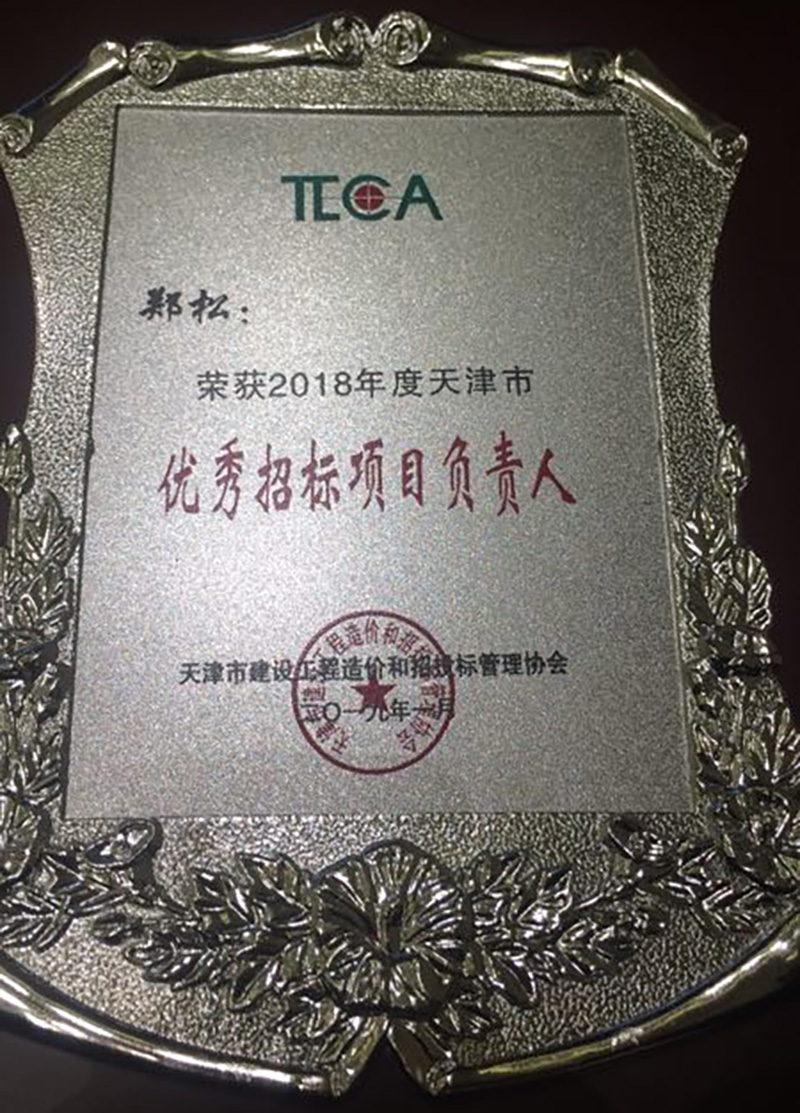 TECA
郑松：
荣获2018年度天津市
优秀招标项目负责人
天津市建设工程造价和招投标管理协会
二〇一九年一月